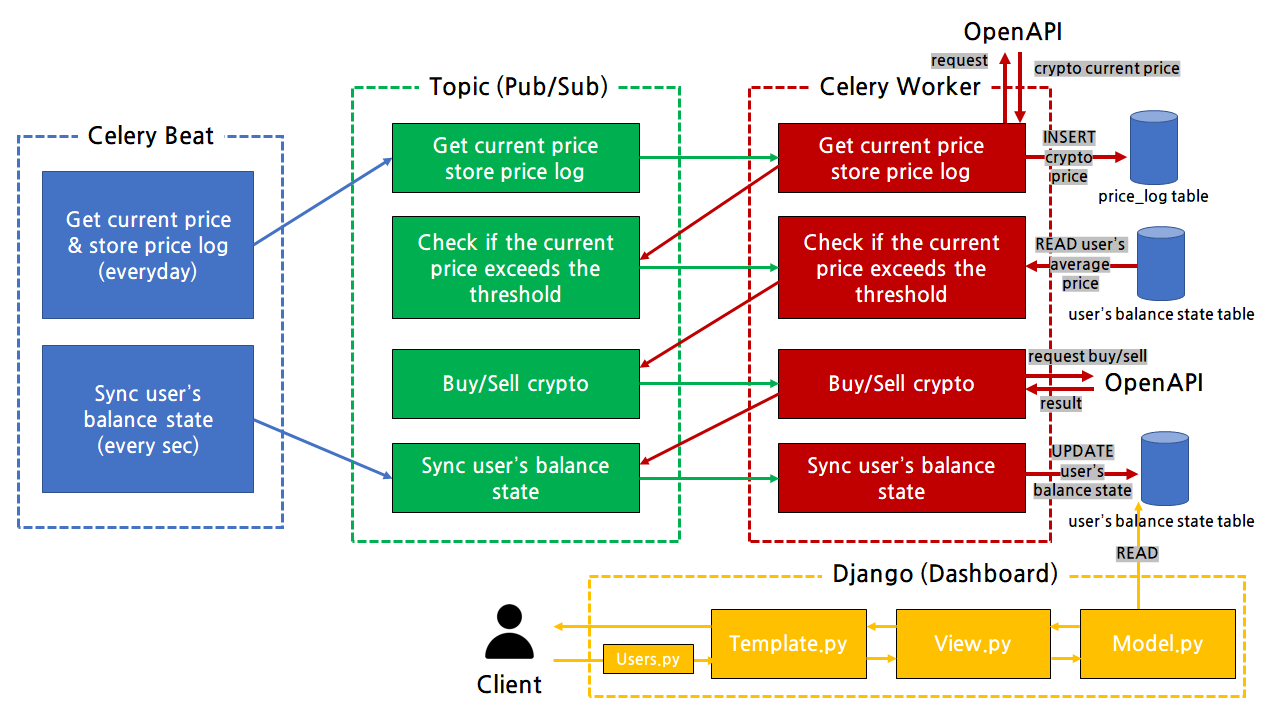 OpenAPI
request
crypto current price
Topic (Pub/Sub)
Celery Worker
Celery Beat
Get current price
& store price log
(everyday)
Sync user's
balance state
(every sec)
Get current price
store price log
Check if the current
price exceeds the
threshold
Buy/Sell crypto
Sync user's balance
state
Get current price
store price log
Check if the current
price exceeds the
threshold
Buy/Sell crypto
Sync user's balance
state
INSERT
crypto
price
price_log table
READ user's
average
price
user's balance state table
request buy/sell
OpenAPI
result
UPDATE
user's
balance state
user's balance state table
READ
Django (Dashboard)
Client
Users.py
Template.py
View.py
Model.py